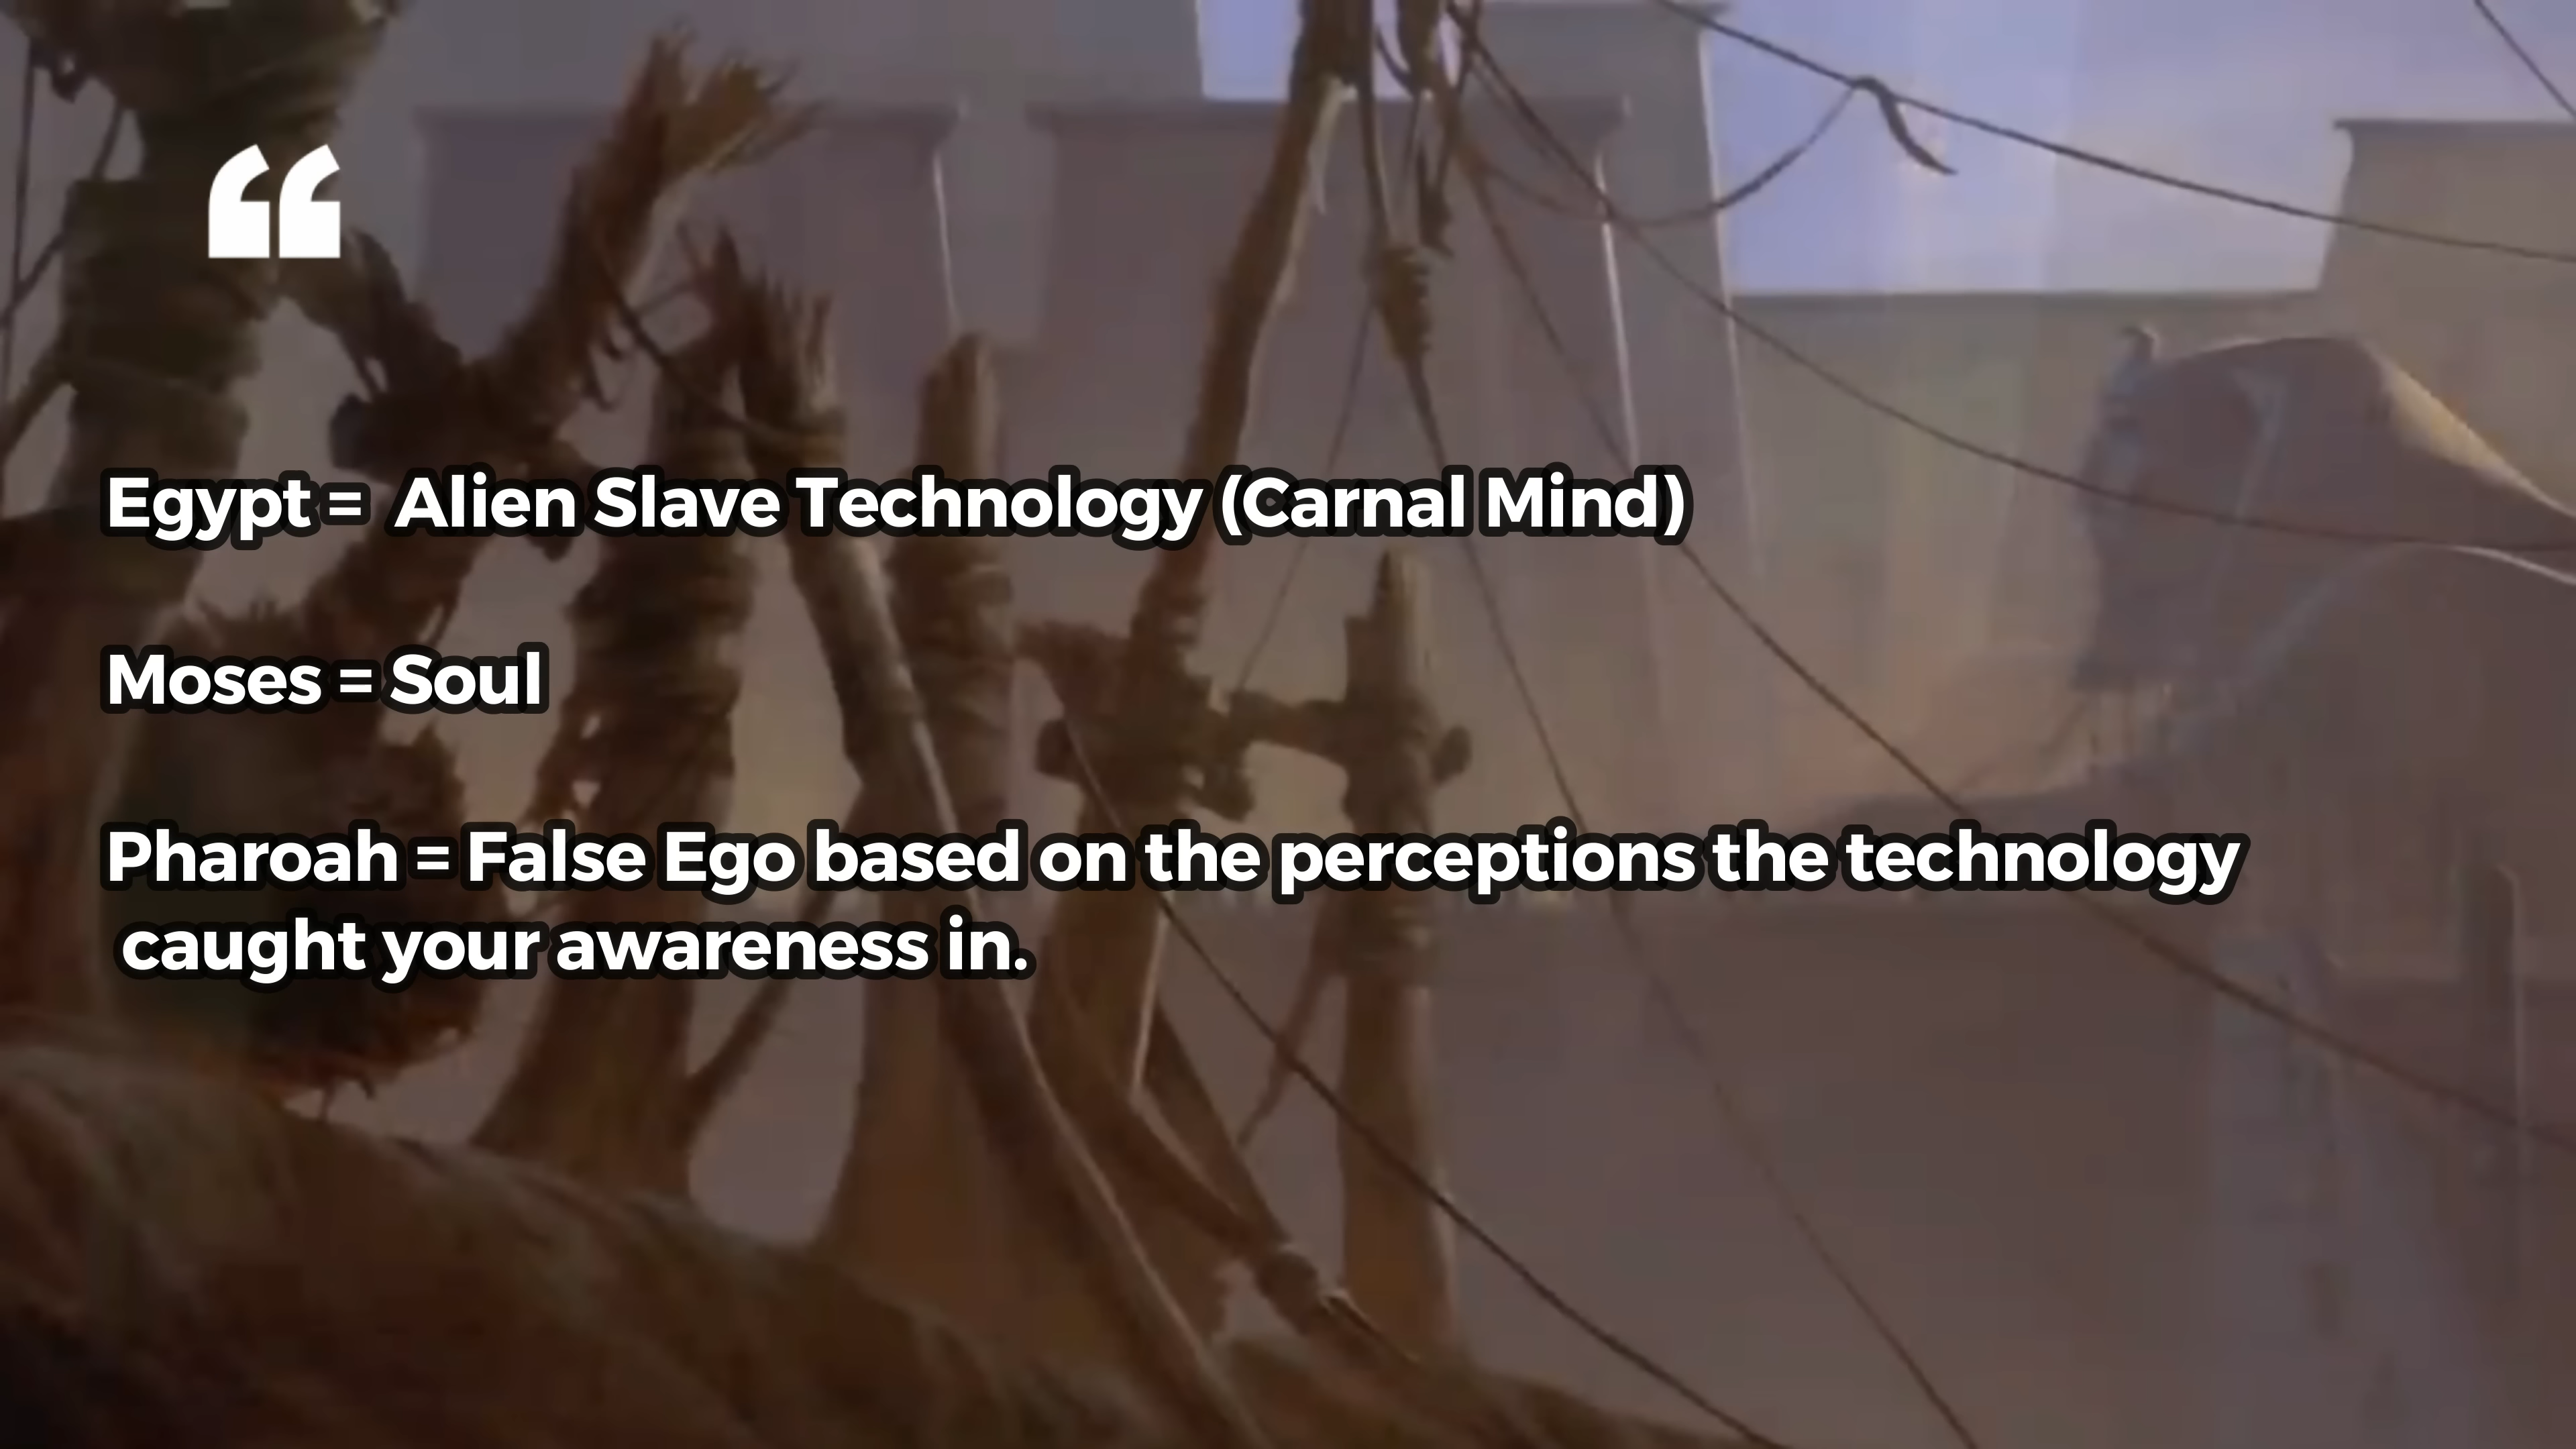 “
Egypt = Alien Slave Technology (Carnal Mind)
Moses = Soul
Pharoah = False Ego based on the perceptions the technology
caught your awareness in.